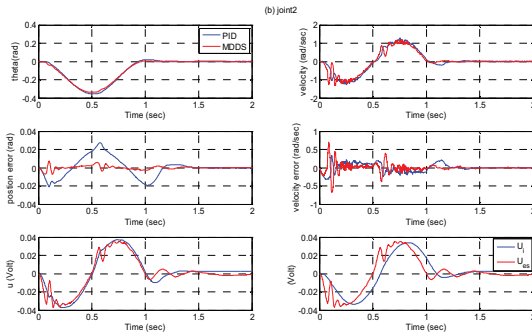 (b) joint2
theta(rad)
0.4
0.2
0
-0.2
-0.4
0 0.5 1 1.5 2
Time (sec)
PID
MDDS
velocity (rad/sec)
2
1
0
-1
-2
0 0.5 1 1.5 2
Time (sec)
postion error (rad)
0.04
0.02
0
-0.02
-0.04
0 0.5 1 1.5 2
Time (sec)
velocity error (rad/sec)
1
0.5
0
-0.5
-1
0 0.5 1 1.5 2
Time (sec)
u (Volt)
0.04
0.02
0
-0.02
-0.04
0 0.5 1 1.5 2
Time (sec)
(Volt)
0.04
0.02
0
-0.02
-0.04
0 0.5 1 1.5 2
Time (sec)
U_i
U_es